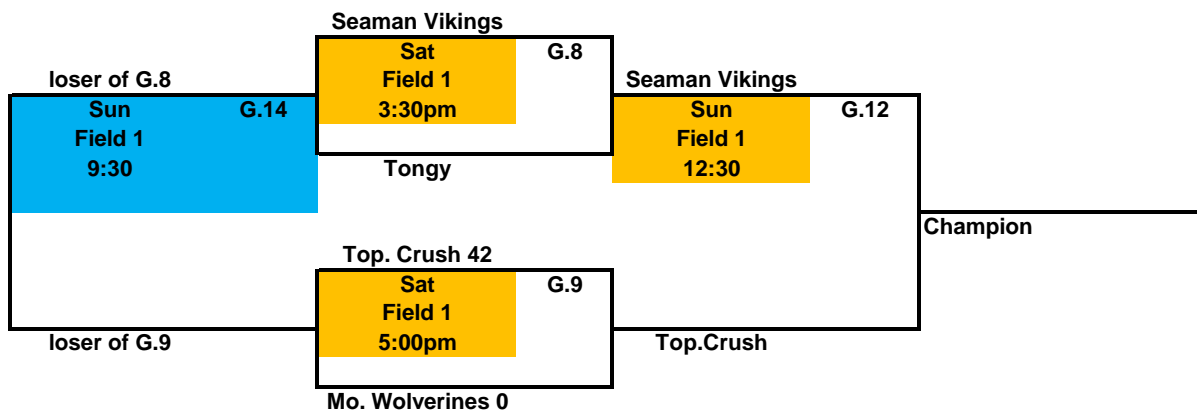 Seaman Vikings
Sat G.8
loser of G.8 Field 1 Seaman Vikings
Sun G.14 3:30pm Sun G.12
Field 1 Field 1
9:30 Tongy 12:30
Champion
Top. Crush 42
Sat G.9
Field 1
loser of G.9 5:00pm Top.Crush
Mo. Wolverines 0